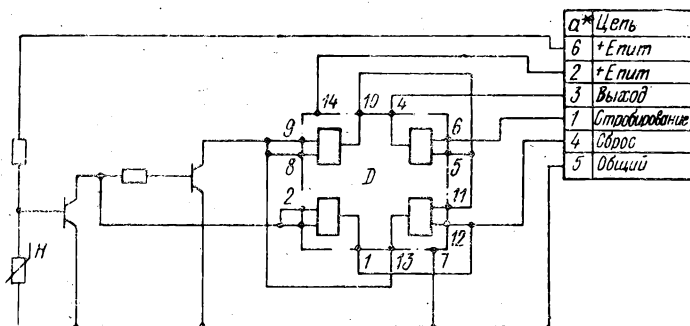 а* Цепь
6 +Епит
2 +Епит
3 Выход
1 Стробирование
4 Сброс
5 Общий
14 10 4
9 6
8 5
D
2 11
12
1 13 7
Н